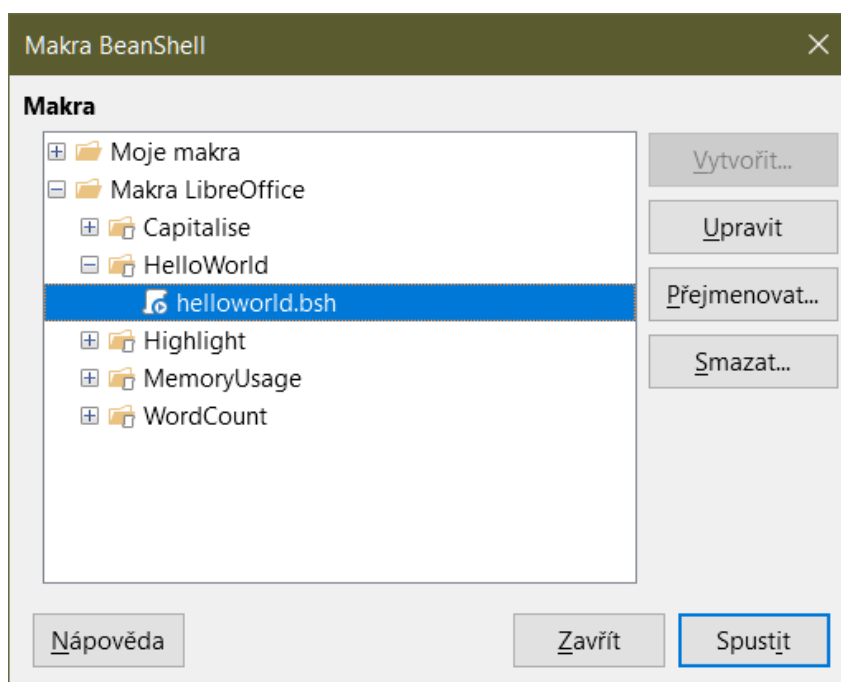 Makra BeanShell
Makra
Moje makra
Vytvořit...
Makra LibreOffice
Capitalise
Upravit
HelloWorld
helloworld.bsh
Přejmenovat...
Highlight
Smazat...
MemoryUsage
WordCount
Nápověda
Zavřít
Spustit